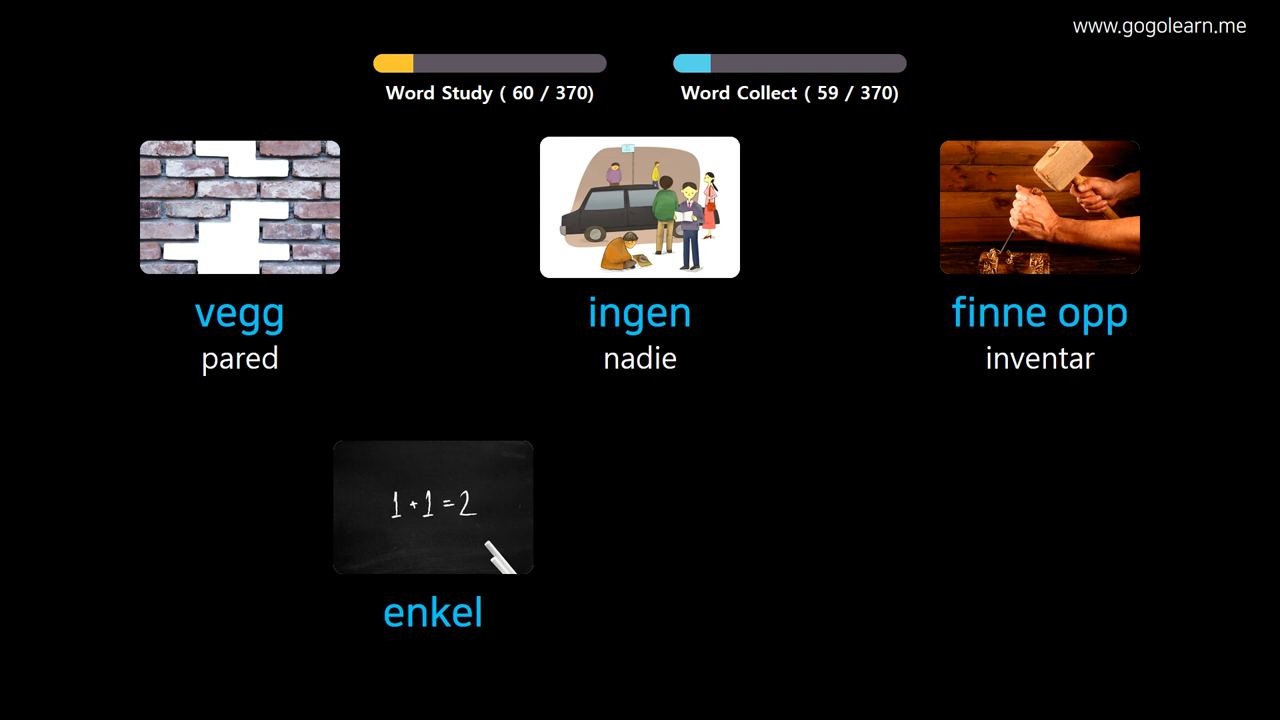 www.gogolearn.me
Word Study ( 60 / 370)
Word Collect ( 59 / 370)
vegg
ingen
finne opp
pared
nadie
inventar
1 + 1 = 2
enkel